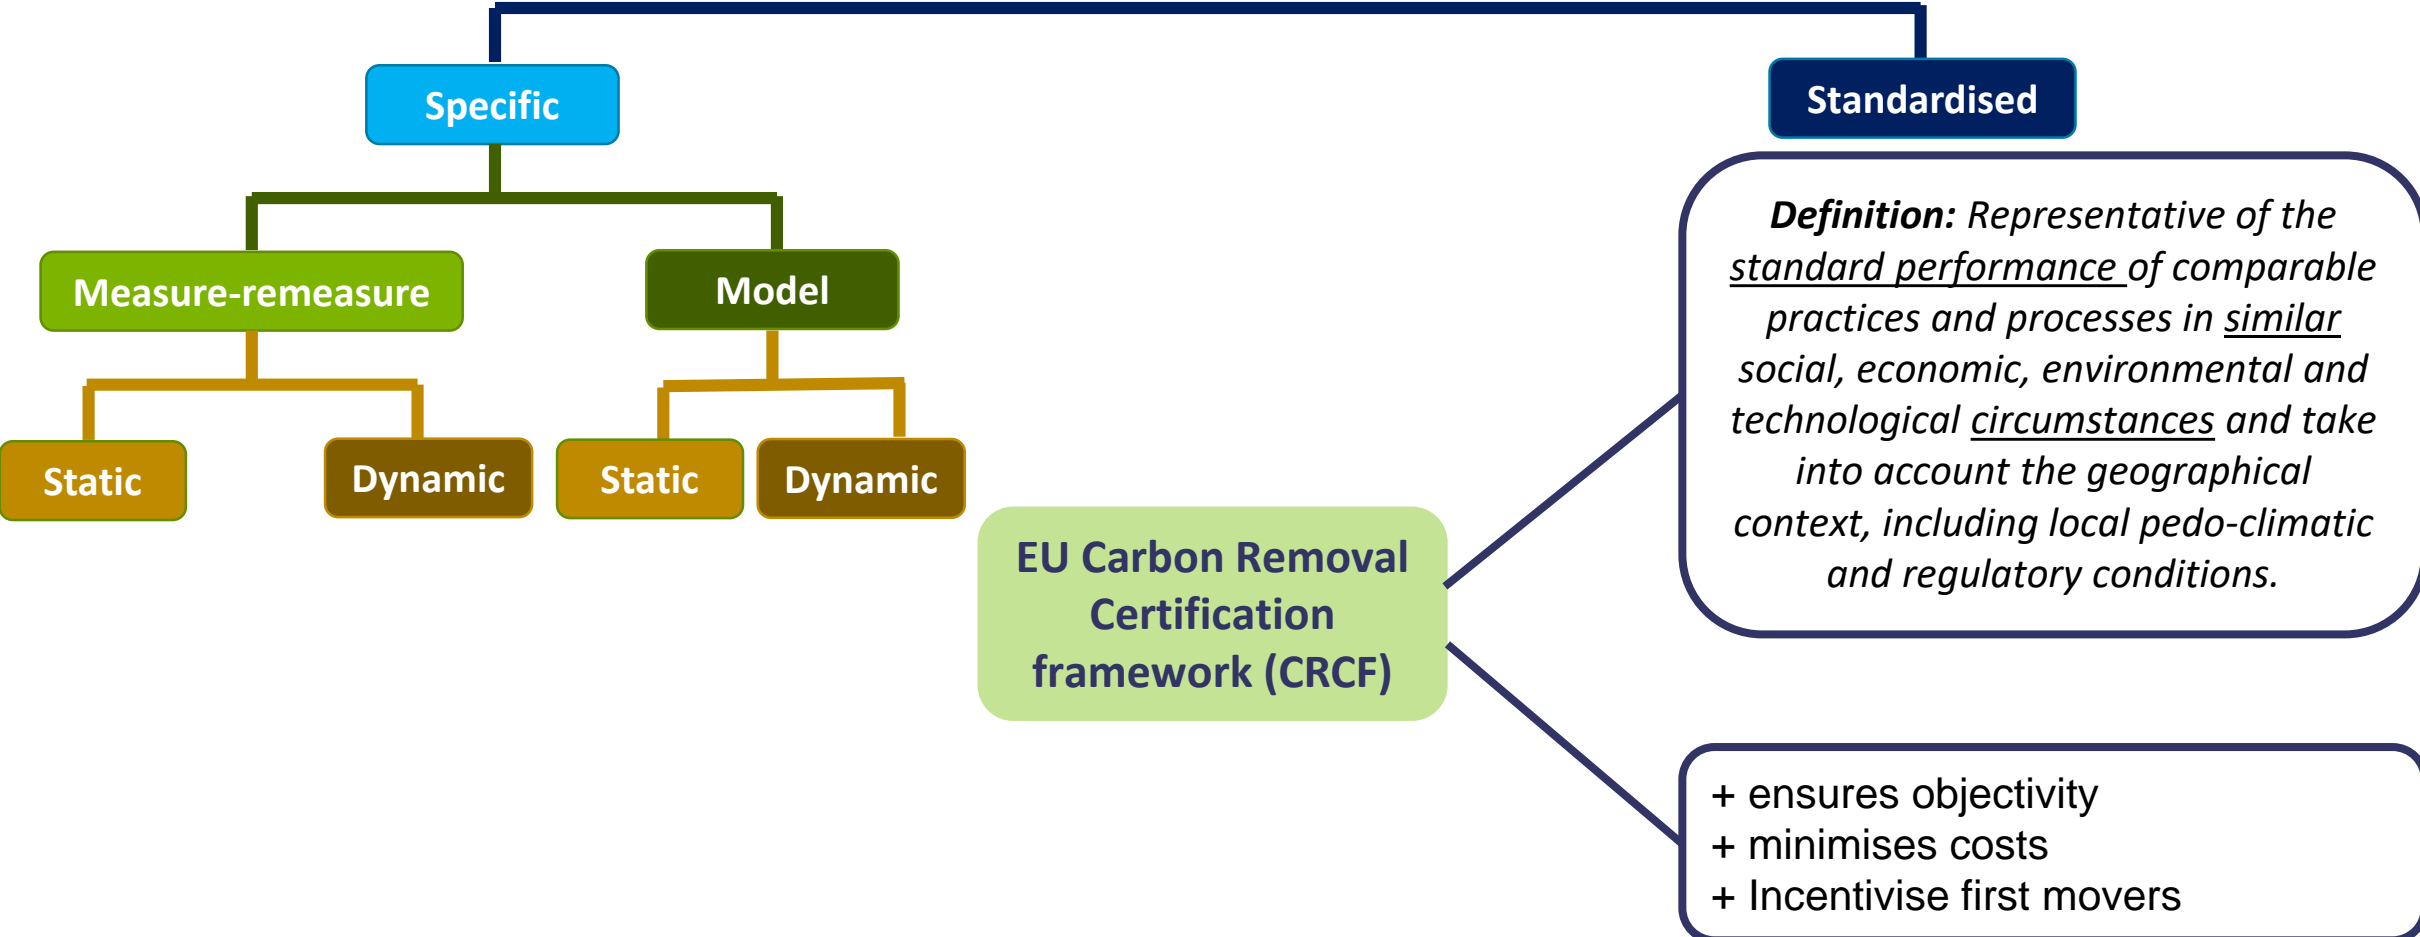 Specific
Standardised
Measure-remeasure
Model
Static
Dynamic
Static
Dynamic
Definition: Representative of the
standard performance of comparable
practices and processes in similar
social, economic, environmental and
technological circumstances and take
into account the geographical
context, including local pedo-climatic
and regulatory conditions.
EU Carbon Removal
Certification
framework (CRCF)
+ ensures objectivity
+ minimises costs
+ Incentivise first movers